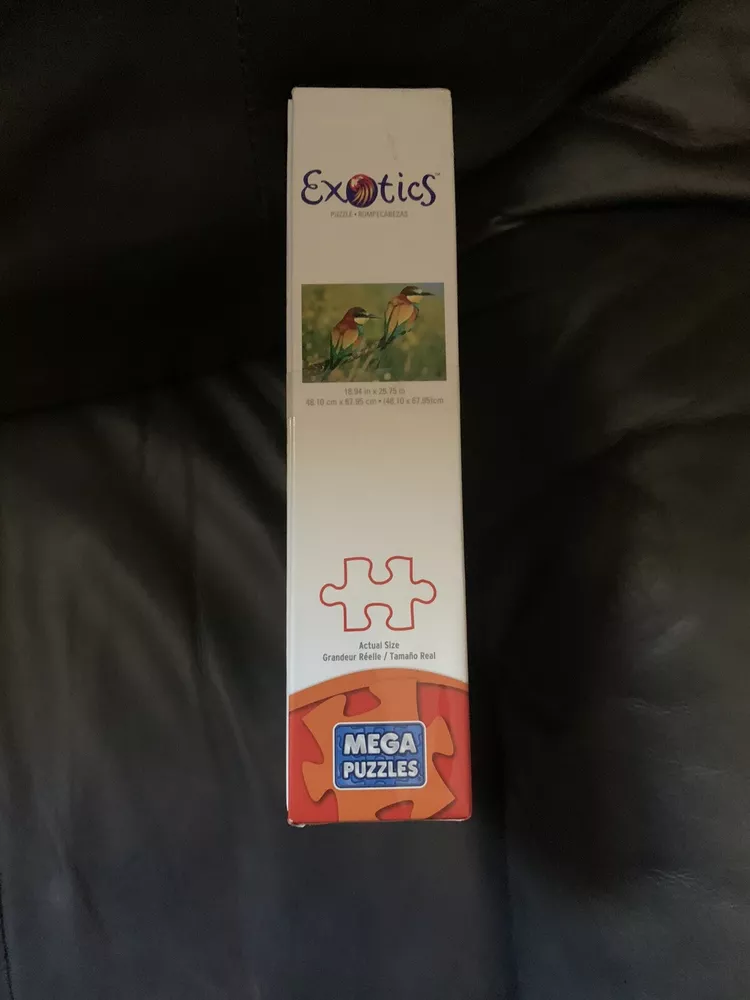 Exotics™
PUZZLE • ROMPECABEZAS
18.94 in x 26.75 in
48.10 cm x 67.95 cm • (48,10 x 67,95)cm
Actual Size
Grandeur Réelle / Tamaño Real
MEGA
PUZZLES